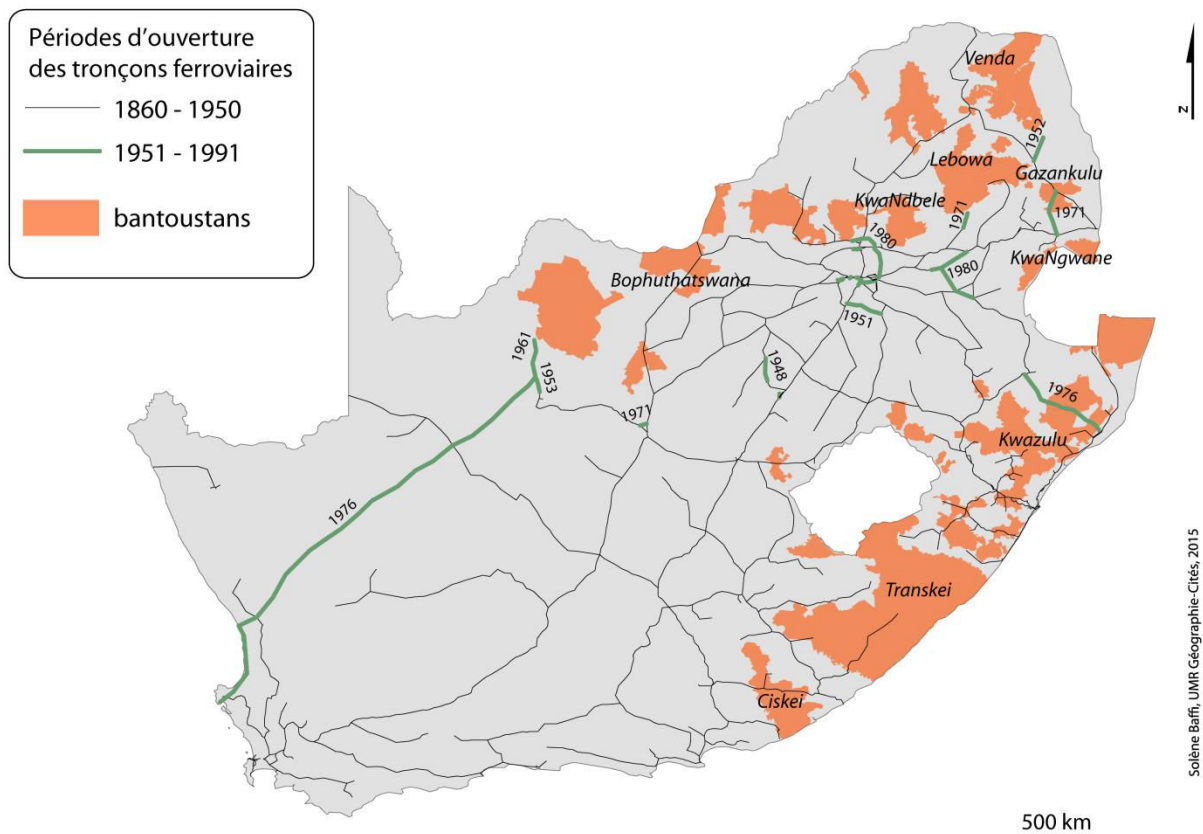 Périodes d'ouverture
des tronçons ferroviaires
1860 - 1950
1951 - 1991
bantoustans
N
Venda
1952
Lebowa
Gazankulu
KwaNdbele
1971
1971
1980
KwaNgwane
1980
Bophuthatswana
1951
1961
1953
1948
1976
1971
Kwazulu
1976
Transkei
Ciskei
Solène Baffi, UMR Géographie-Cités, 2015
500 km